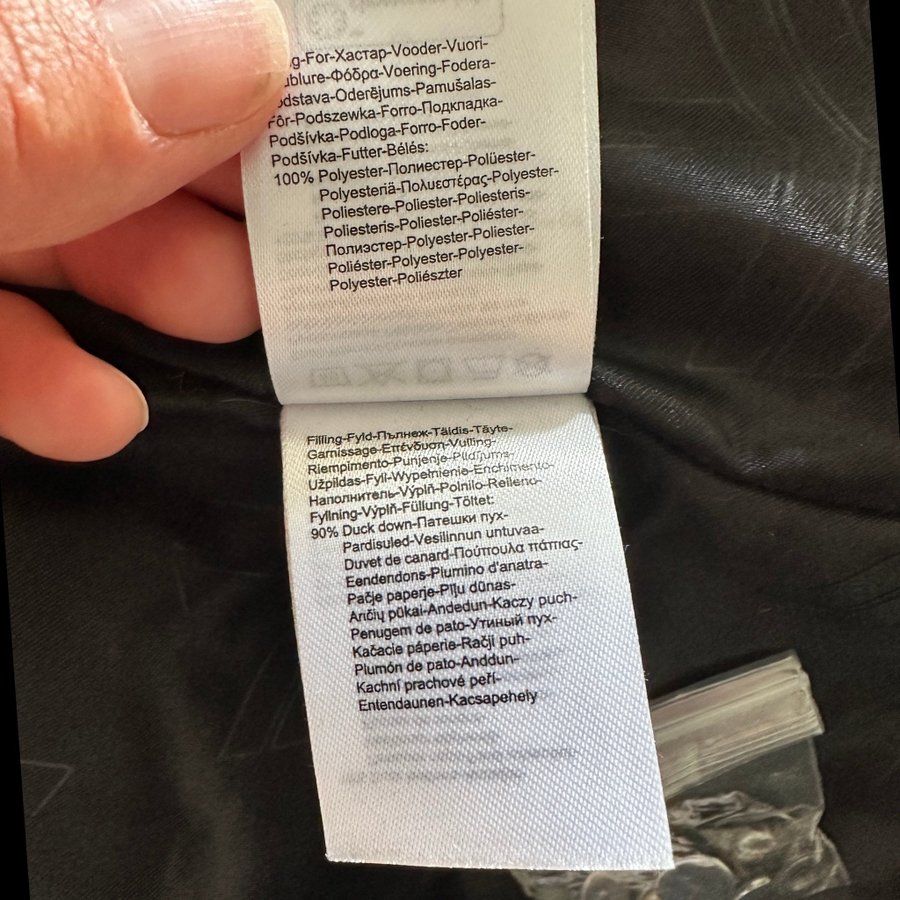 g-For-Хастар-Vooder-Vuori-
ublure-Φόδρα-Voering-Fodera-
odstava-Oderējums-Pamušalas-
Fôr-Podszewka-Forro-Подкладка-
Podšívka-Podloga-Forro-Foder-
Podšívka-Futter-Bélés:
100% Polyester-Полиестер-Polüester-
Polyesteriä-Πολυεστέρας-Polyester-
Poliestere-Poliester-Poliesteris-
Poliesteris-Poliester-Poliéster-
Полиэстер-Polyester-Poliester-
Poliéster-Polyester-Polyester-
Polyester-Poliészter
Filling-Fyld-Пълнеж-Täidis-Täyte-
Garnissage-Επένδυση-Vulling-
Riempimento-Punjenje-Pildījums-
Užpildas-Fyll-Wypełnienie-Enchimento-
Наполнитель-Výplň-Polnilo-Relleno-
Fyllning-Výplň-Füllung-Töltet:
90% Duck down-Патешки пух-
Pardisuled-Vesilinnun untuvaa-
Duvet de canard-Πούπουλα πάπιας-
Eendendons-Piumino d'anatra-
Pačje paperje-Pīļu dūnas-
Ančių pūkai-Andedun-Kaczy puch-
Penugem de pato-Утиный пух-
Kačacie páperie-Račji puh-
Plumón de pato-Anddun-
Kachní prachové peří-
Entendaunen-Kacsapehely